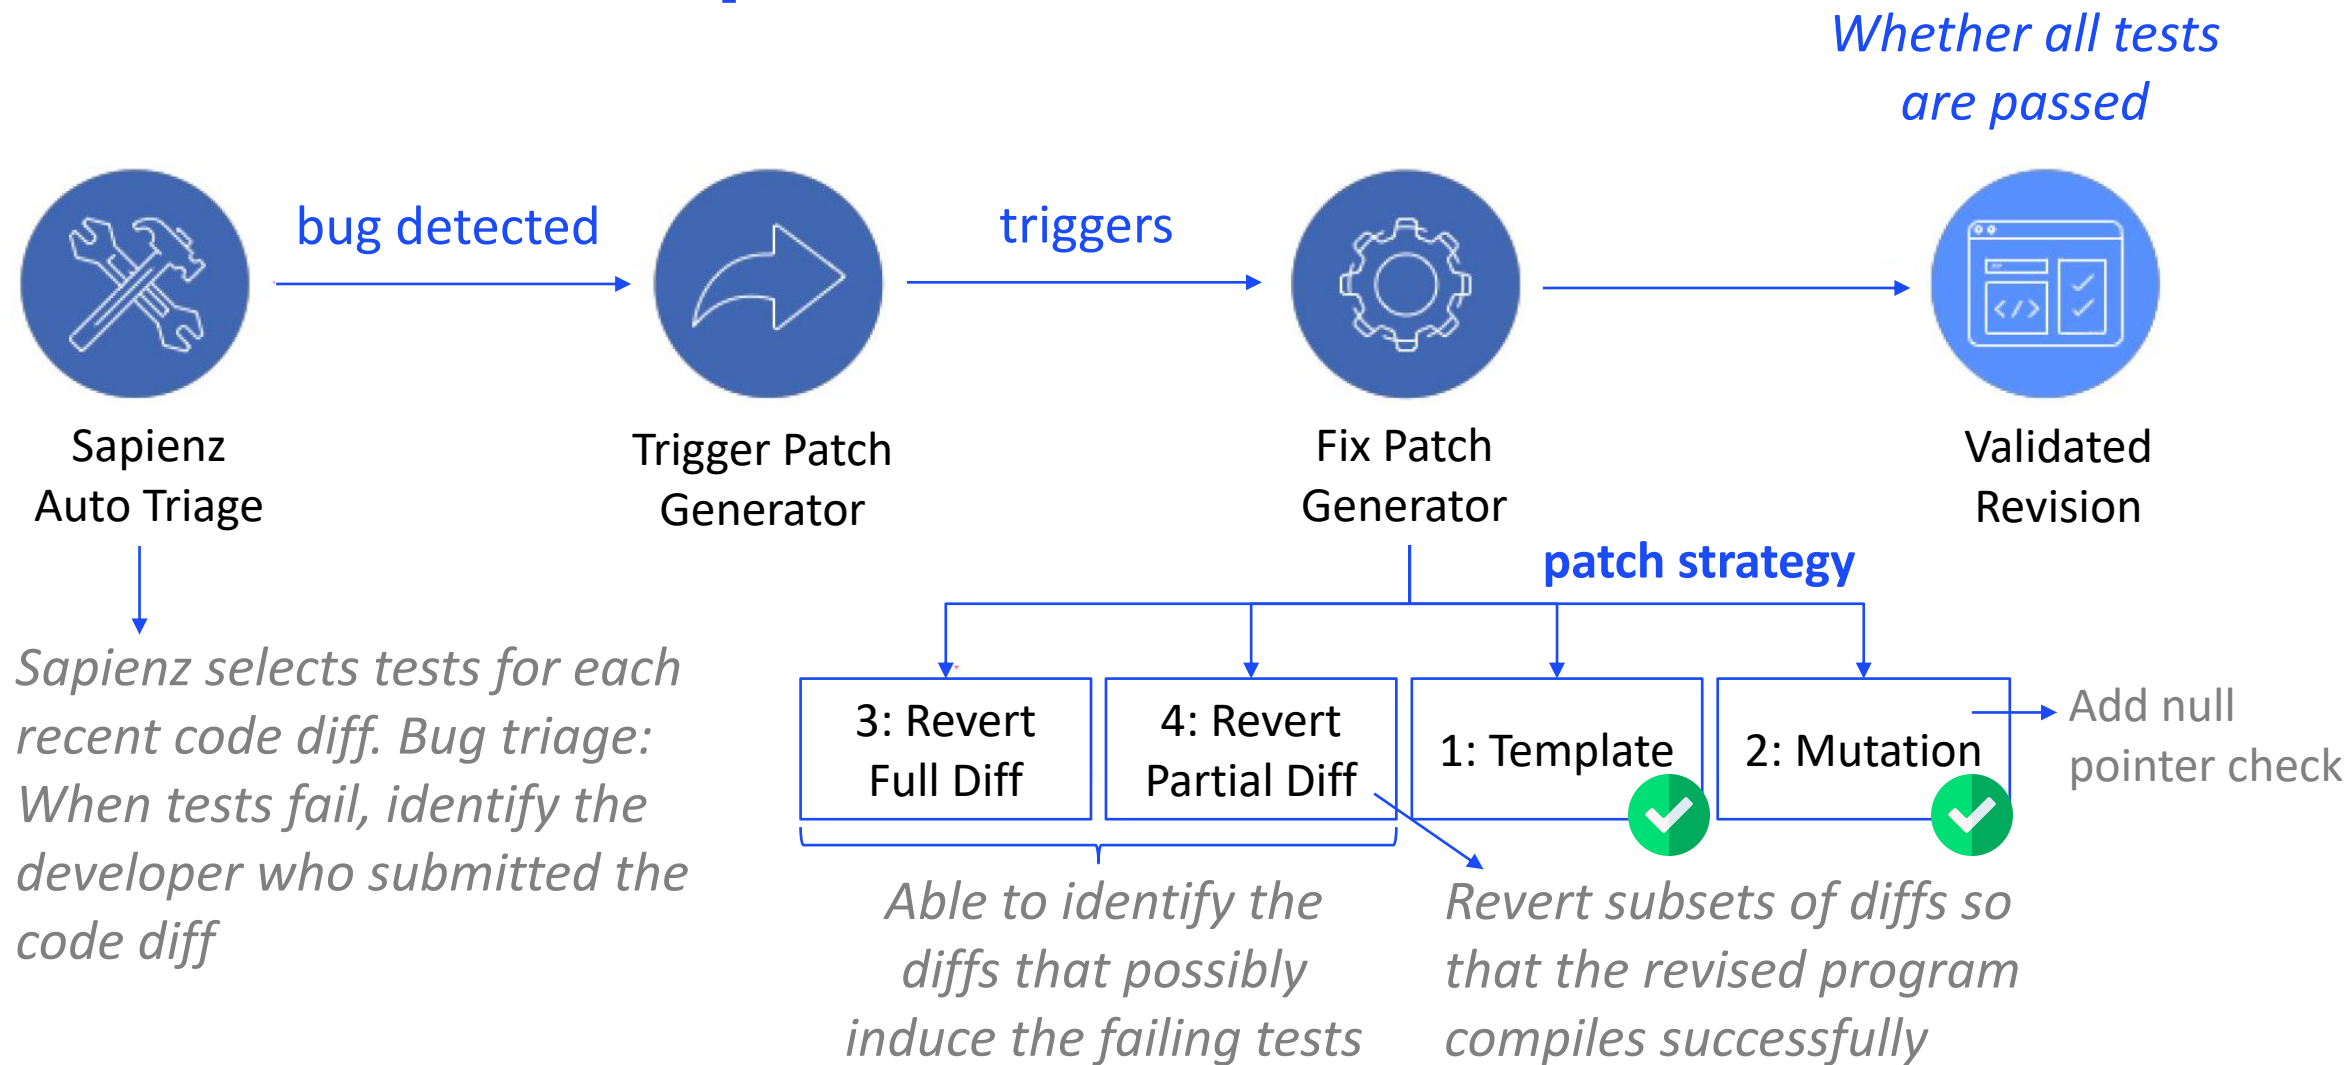 Whether all tests
are passed
bug detected
triggers
Sapienz
Auto Triage
Trigger Patch
Generator
Fix Patch
Generator
Validated
Revision
patch strategy
Sapienz selects tests for each
recent code diff. Bug triage:
When tests fail, identify the
developer who submitted the
code diff
3: Revert
Full Diff
4: Revert
Partial Diff
1: Template
2: Mutation
Add null
pointer check
Able to identify the
diffs that possibly
induce the failing tests
Revert subsets of diffs so
that the revised program
compiles successfully